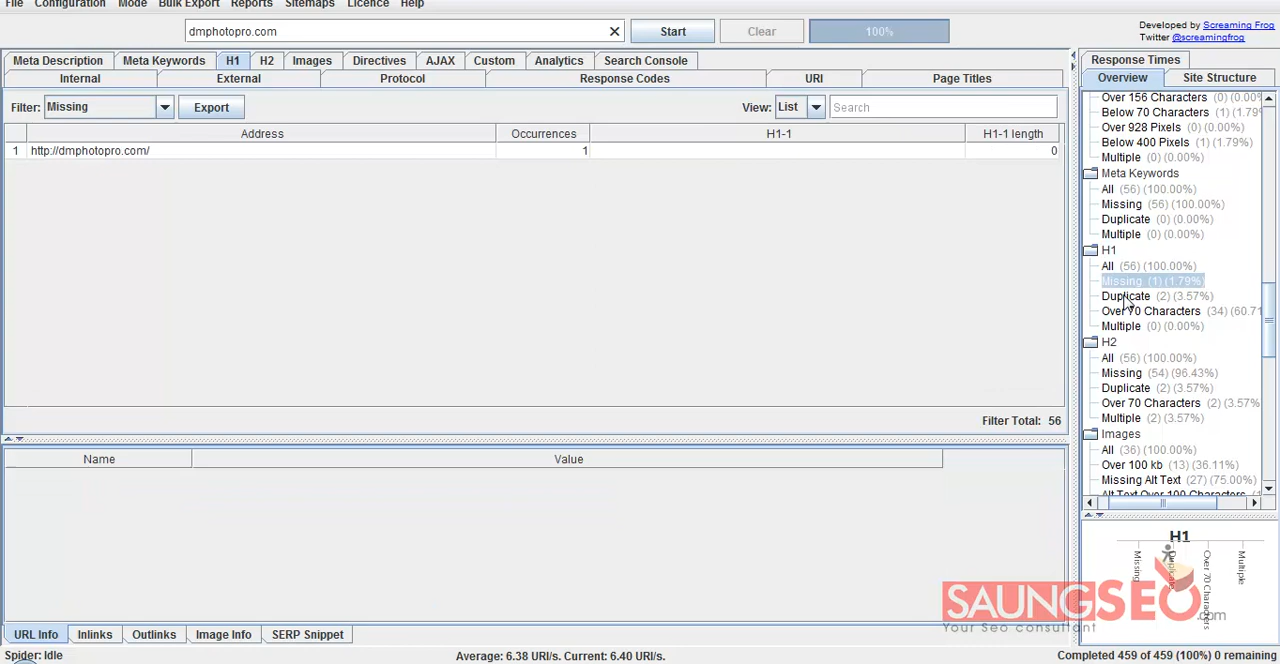 File Configuration Mode Bulk Export Reports Sitemaps Licence Help
dmphotopro.com
Start
Clear
100%
Developed by Screaming Frog
Twitter @screamingfrog
Meta Description Meta Keywords H1 H2 Images Directives AJAX Custom Analytics Search Console
Internal External Protocol Response Codes URI Page Titles
Filter: Missing Export View: List Search
Address Occurrences H1-1 H1-1 length
1 http://dmphotopro.com/ 1 0
Filter Total: 56
Name Value
URL Info Inlinks Outlinks Image Info SERP Snippet
Spider: Idle
Average: 6.38 URI/s. Current: 6.40 URI/s.
Completed 459 of 459 (100%) 0 remaining
Response Times
Overview Site Structure
Over 156 Characters (0) (0.00%
Below 70 Characters (1) (1.79%
Over 928 Pixels (0) (0.00%)
Below 400 Pixels (1) (1.79%)
Multiple (0) (0.00%)
Meta Keywords
All (56) (100.00%)
Missing (56) (100.00%)
Duplicate (0) (0.00%)
Multiple (0) (0.00%)
H1
All (56) (100.00%)
Missing (1) (1.79%)
Duplicate (2) (3.57%)
Over 70 Characters (34) (60.71
Multiple (0) (0.00%)
H2
All (56) (100.00%)
Missing (54) (96.43%)
Duplicate (2) (3.57%)
Over 70 Characters (2) (3.57%
Multiple (2) (3.57%)
Images
All (36) (100.00%)
Over 100 kb (13) (36.11%)
Missing Alt Text (27) (75.00%)
Alt Text Over 100 Characters
H1
Missing
Duplicate
Over 70 Characters
Multiple
SAUNGSEO.com
Your Seo consultant